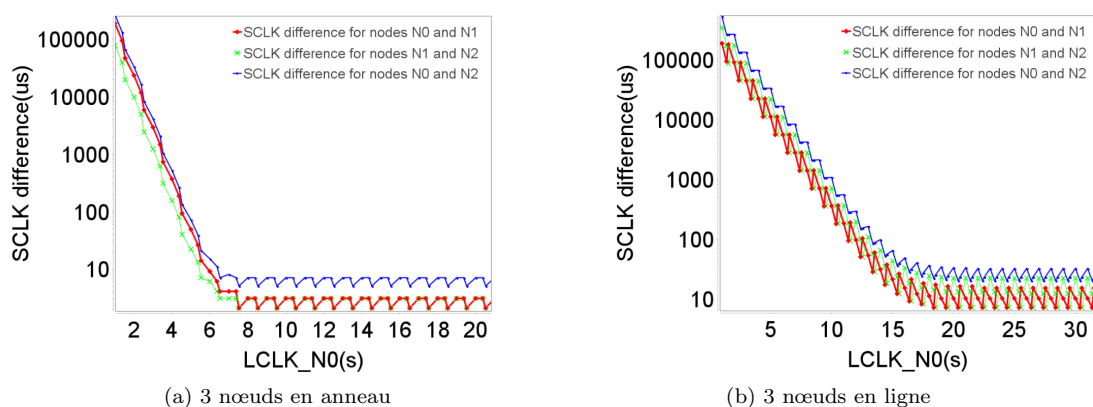 SCLK difference for nodes N0 and N1
SCLK difference for nodes N1 and N2
SCLK difference for nodes N0 and N2
100000
10000
1000
100
10
SCLK difference(us)
2 4 6 8 10 12 14 16 18 20
LCLK_N0(s)
(a) 3 nœuds en anneau
SCLK difference for nodes N0 and N1
SCLK difference for nodes N1 and N2
SCLK difference for nodes N0 and N2
100000
10000
1000
100
10
SCLK difference(us)
5 10 15 20 25 30
LCLK_N0(s)
(b) 3 nœuds en ligne